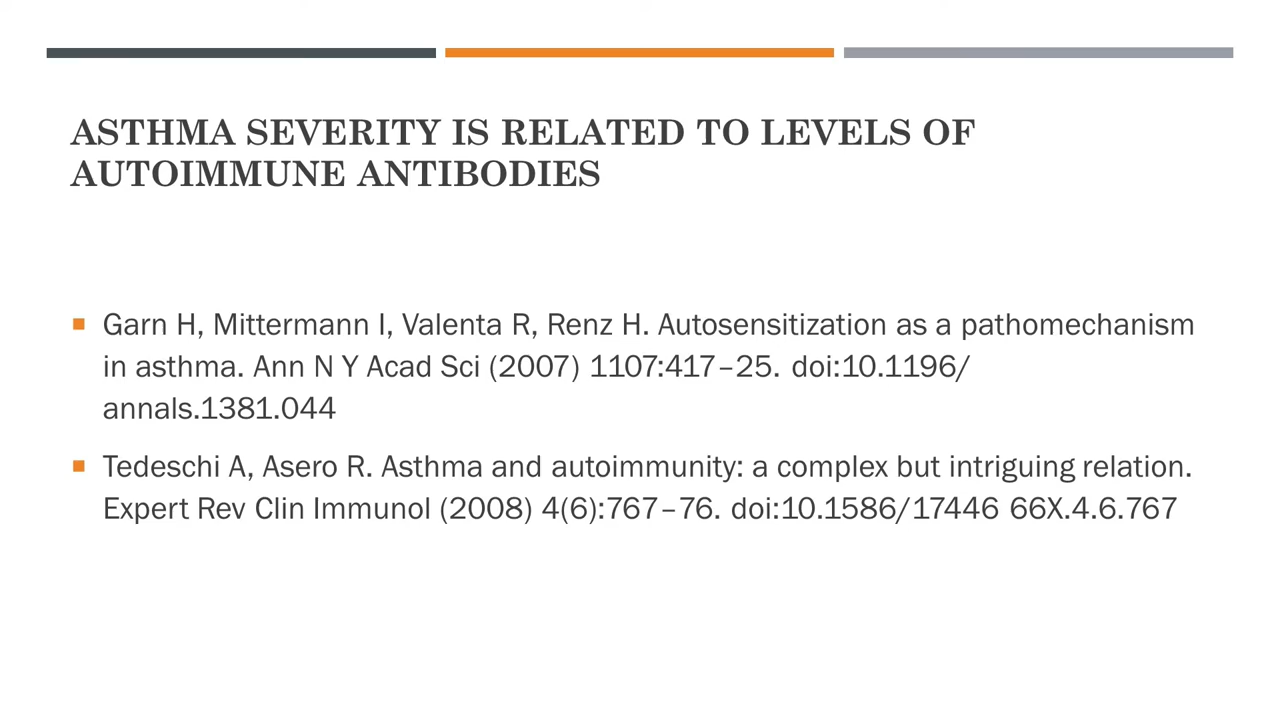 ASTHMA SEVERITY IS RELATED TO LEVELS OF
AUTOIMMUNE ANTIBODIES
Garn H, Mittermann I, Valenta R, Renz H. Autosensitization as a pathomechanism
in asthma. Ann N Y Acad Sci (2007) 1107:417–25. doi:10.1196/
annals.1381.044
Tedeschi A, Asero R. Asthma and autoimmunity: a complex but intriguing relation.
Expert Rev Clin Immunol (2008) 4(6):767–76. doi:10.1586/17446 66X.4.6.767